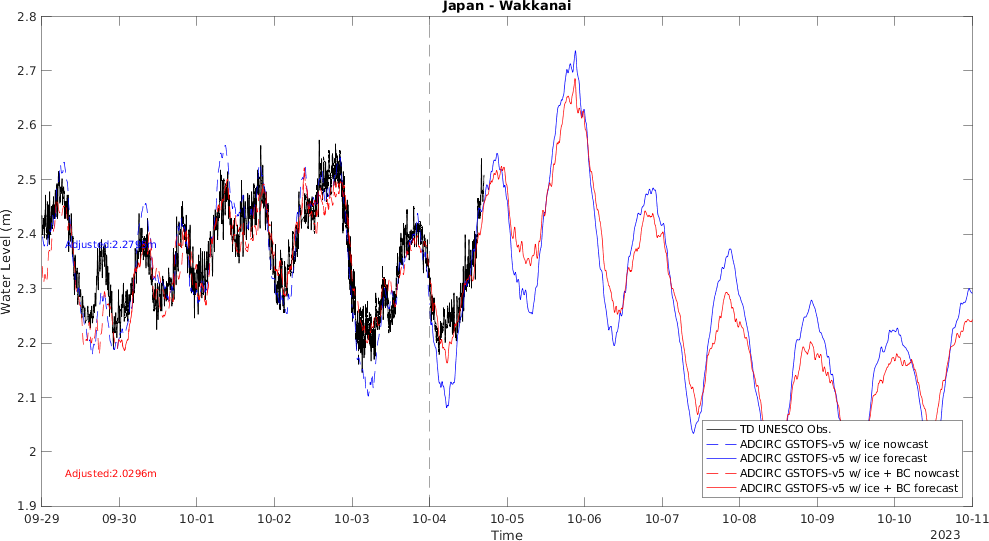 Japan - Wakkanai
2.8
2.7
2.6
2.5
2.4
2.3
2.2
2.1
2
1.9
Water Level (m)
Adjusted:2.0296m
TD UNESCO Obs.
ADCIRC GSTOFS-v5 w/ ice nowcast
ADCIRC GSTOFS-v5 w/ ice forecast
ADCIRC GSTOFS-v5 w/ ice + BC nowcast
ADCIRC GSTOFS-v5 w/ ice + BC forecast
09-29 09-30 10-01 10-02 10-03 10-04 10-05 10-06 10-07 10-08 10-09 10-10 10-11
Time
2023